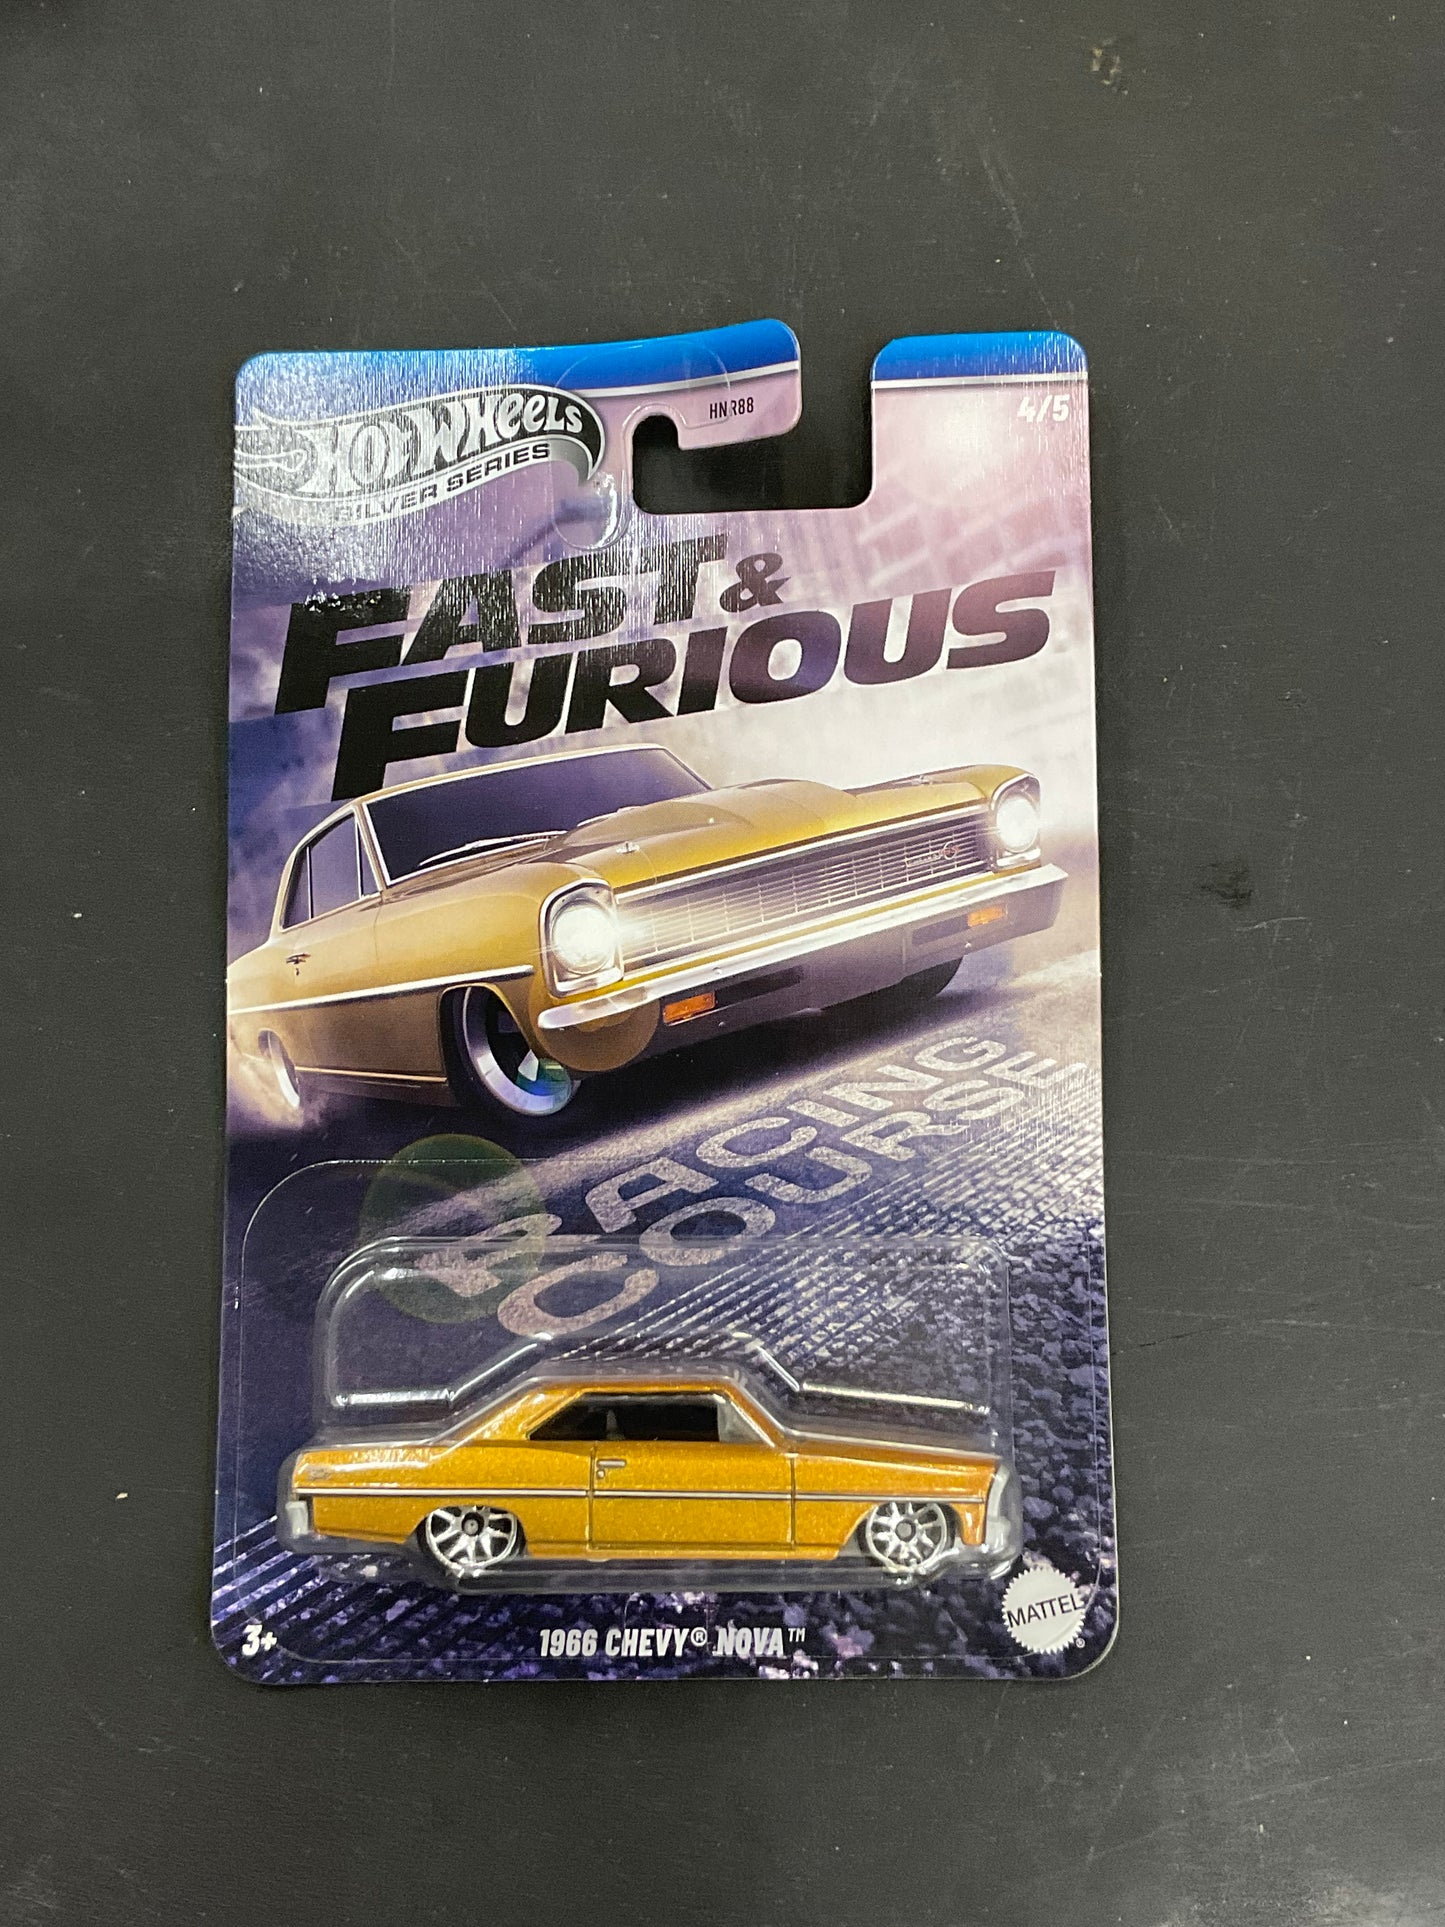 HNR88
4/5
HOT WHEELS
SILVER SERIES
FAST &
FURIOUS
RACING
COURSE
3+
1966 CHEVY® NOVA™
MATTEL®